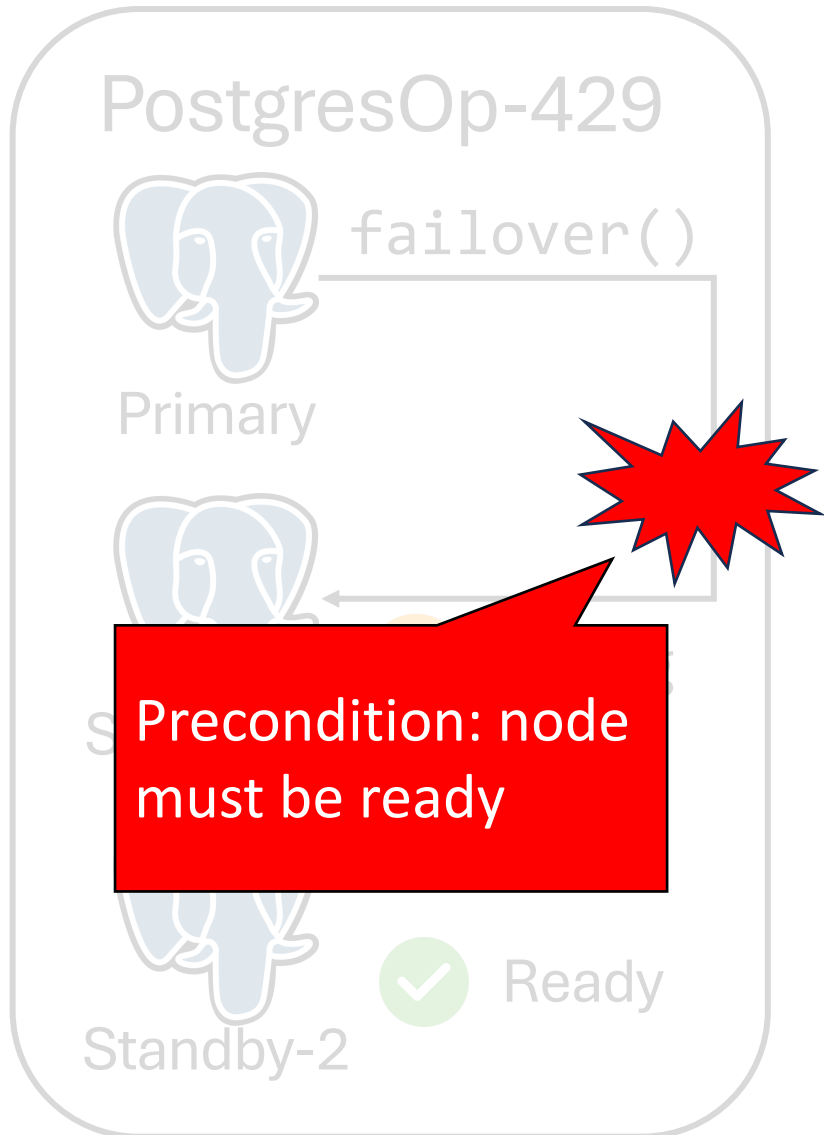 PostgresOp-429
failover()
Primary
Precondition: node
must be ready
Ready
Standby-2